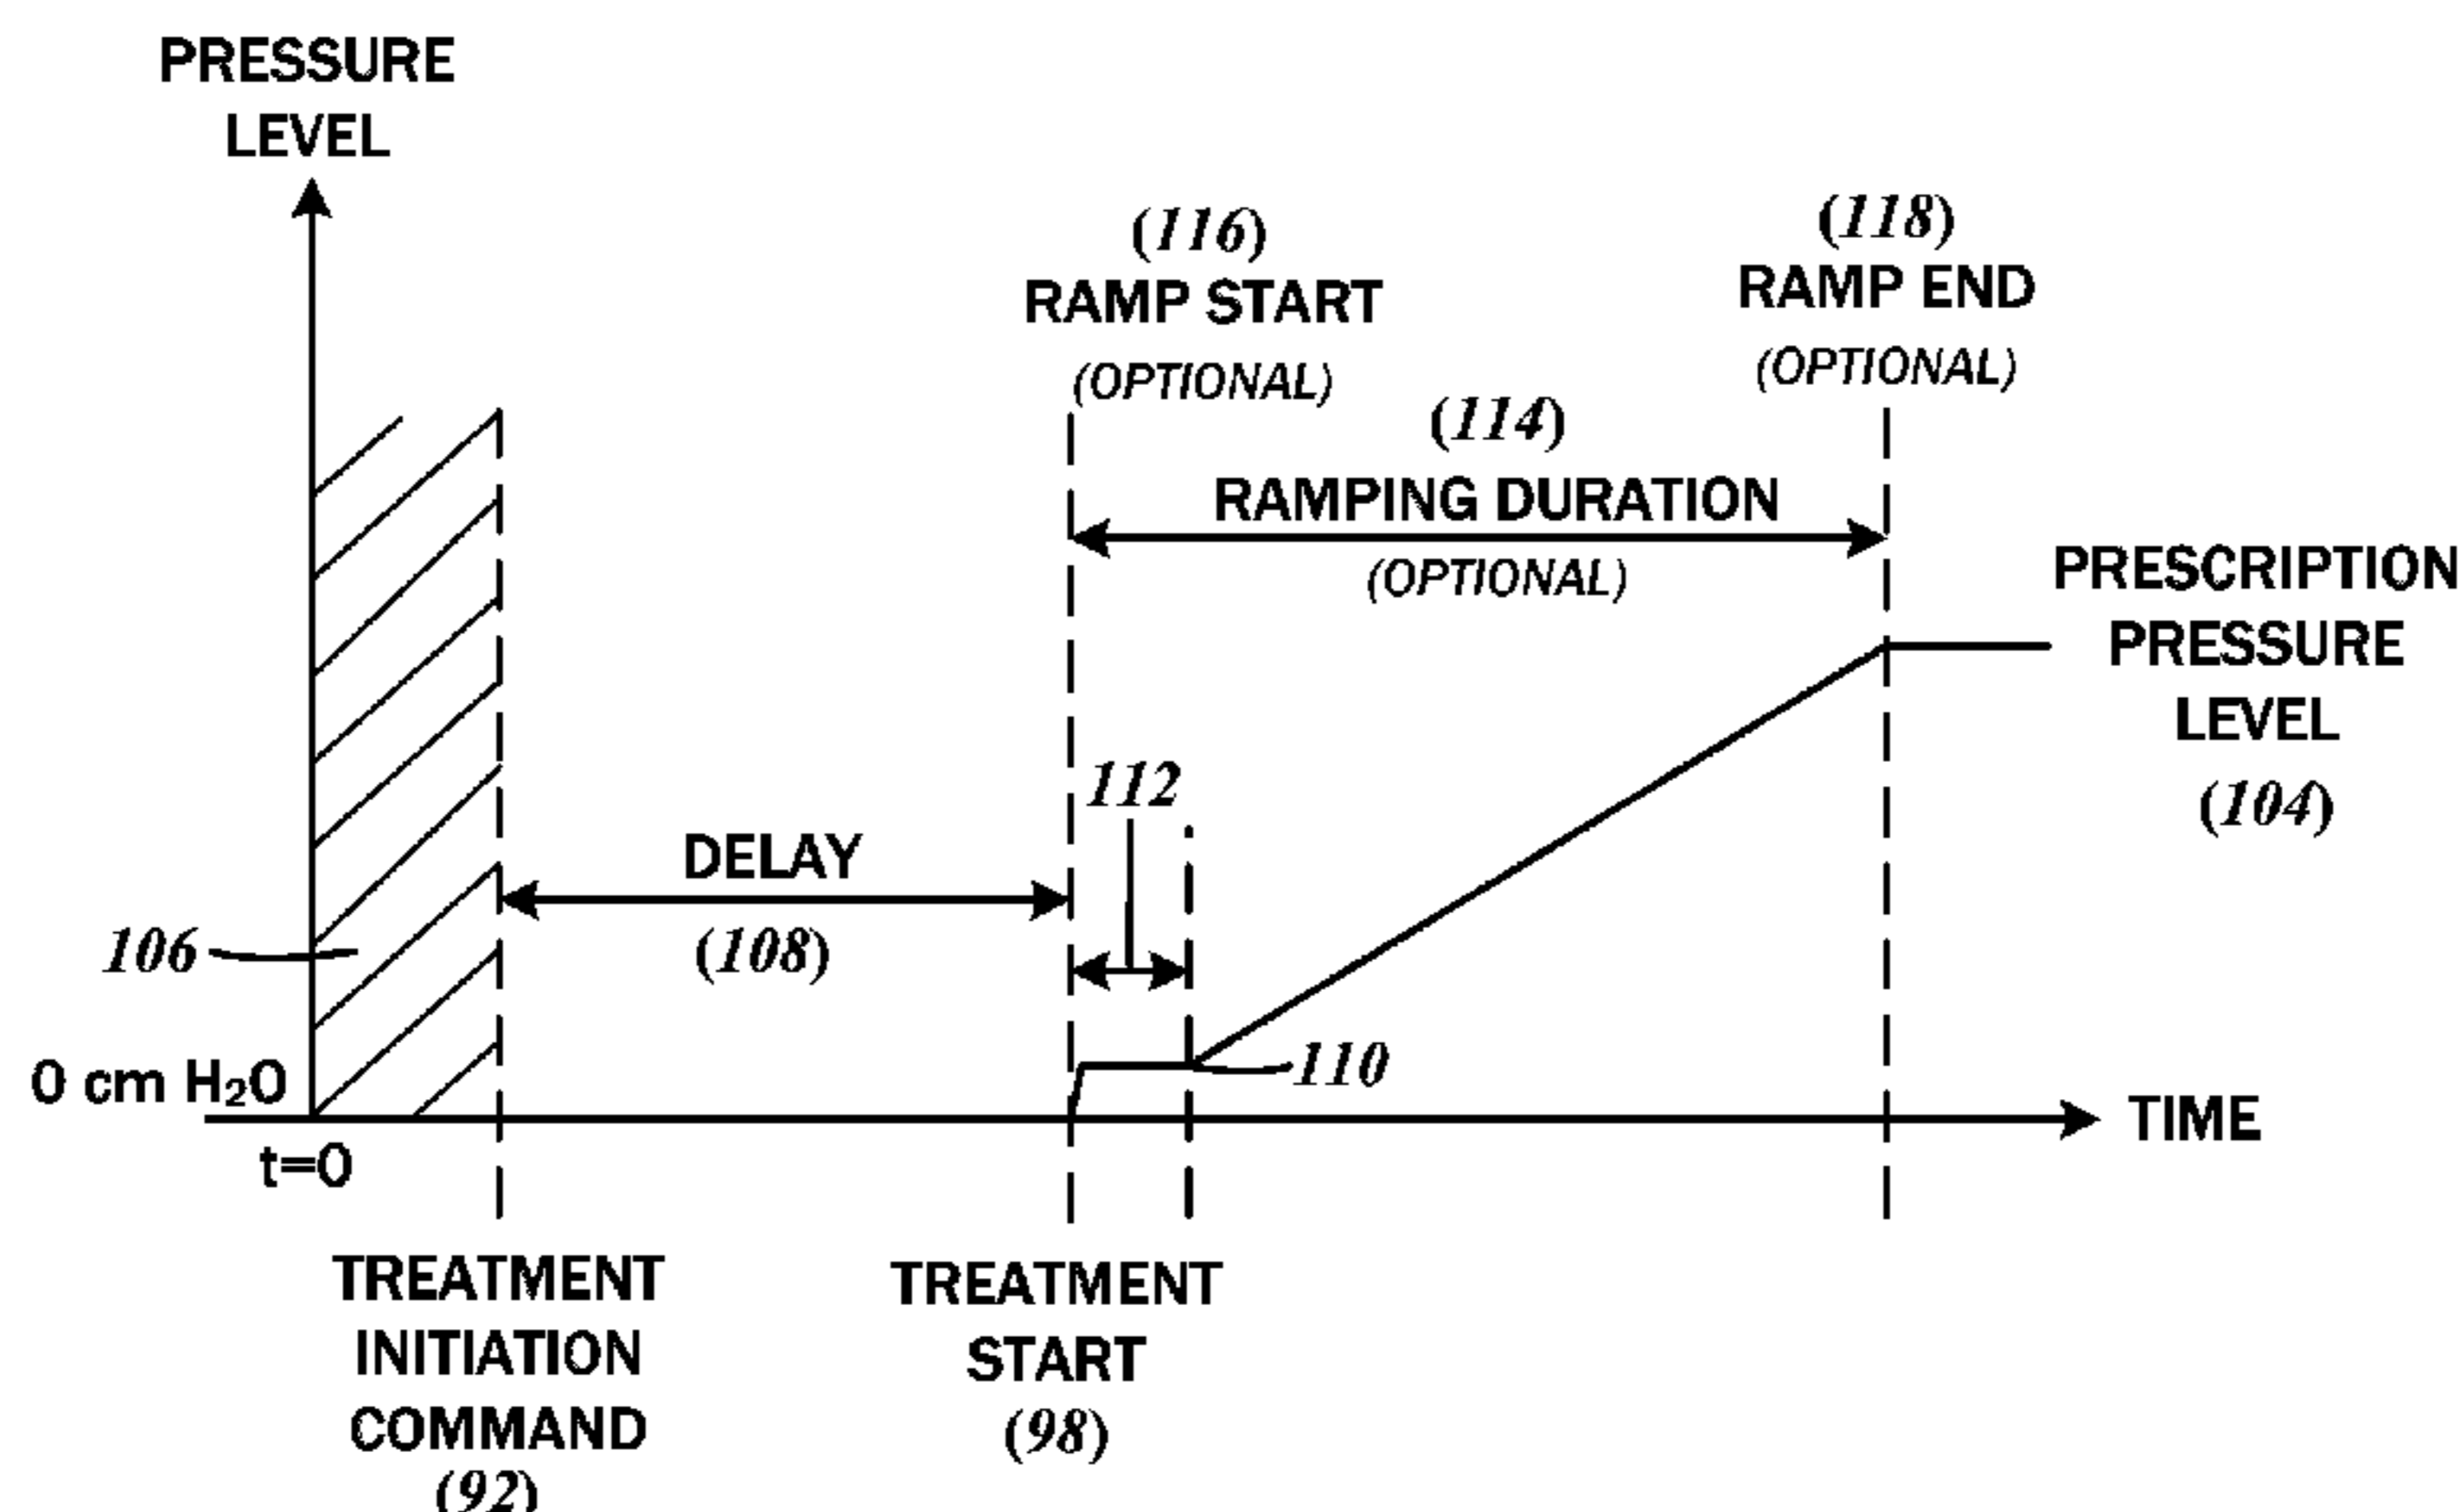 PRESSURE
LEVEL
(116)
RAMP START
(OPTIONAL)
(118)
RAMP END
(OPTIONAL)
(114)
RAMPING DURATION
(OPTIONAL)
PRESCRIPTION
PRESSURE
LEVEL
(104)
112
DELAY
(108)
106
110
0 cm H₂O
t=0
TIME
TREATMENT
INITIATION
COMMAND
(92)
TREATMENT
START
(98)